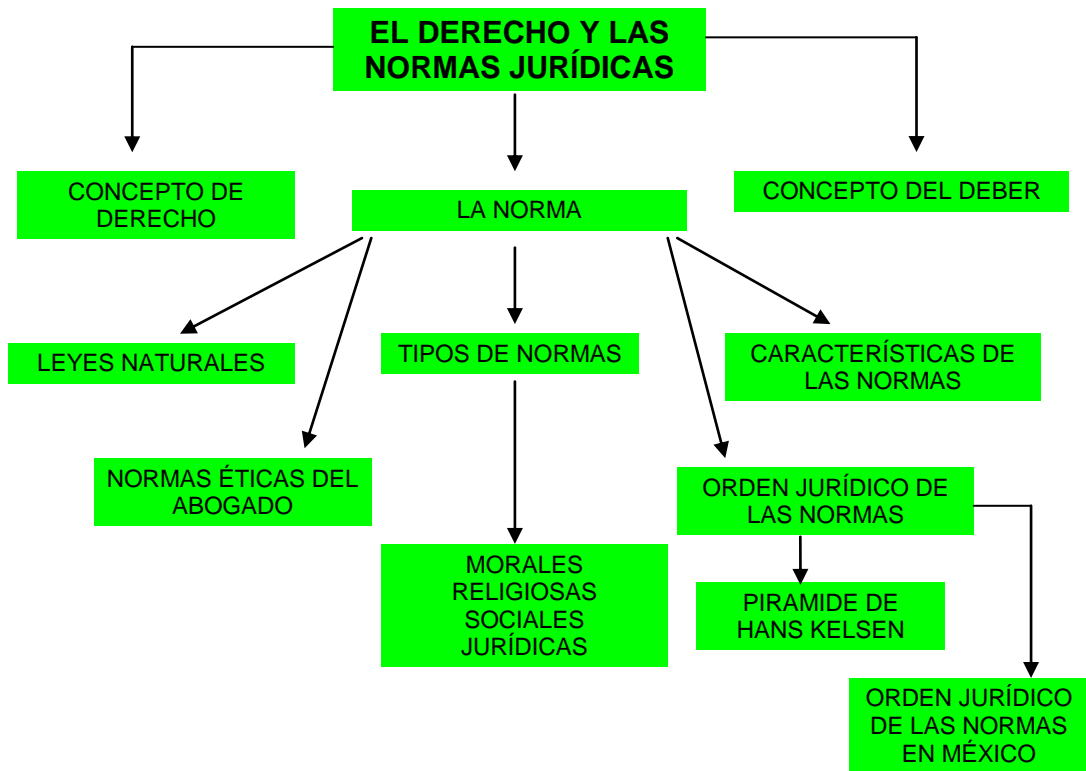 EL DERECHO Y LAS
NORMAS JURÍDICAS
CONCEPTO DE
DERECHO
LA NORMA
CONCEPTO DEL DEBER
LEYES NATURALES
TIPOS DE NORMAS
CARACTERÍSTICAS DE
LAS NORMAS
NORMAS ÉTICAS DEL
ABOGADO
ORDEN JURÍDICO DE
LAS NORMAS
MORALES
RELIGIOSAS
SOCIALES
JURÍDICAS
PIRAMIDE DE
HANS KELSEN
ORDEN JURÍDICO
DE LAS NORMAS
EN MÉXICO